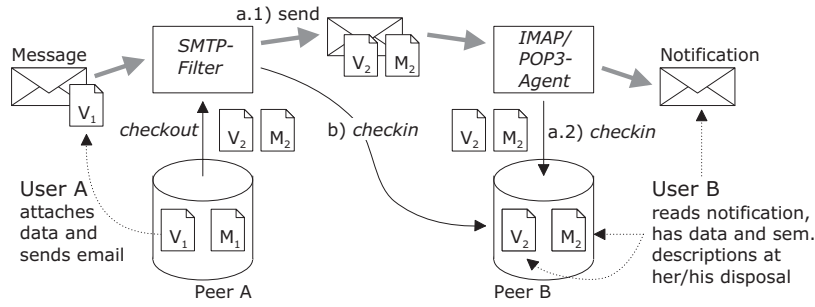 a.1) send
Message
SMTP-
Filter
V2 M2
IMAP/
POP3-
Agent
Notification
V1
checkout
V2 M2
b) checkin
V2 M2
a.2) checkin
User A
attaches
data and
sends email
V1 M1
Peer A
V2 M2
Peer B
User B
reads notification,
has data and sem.
descriptions at
her/his disposal